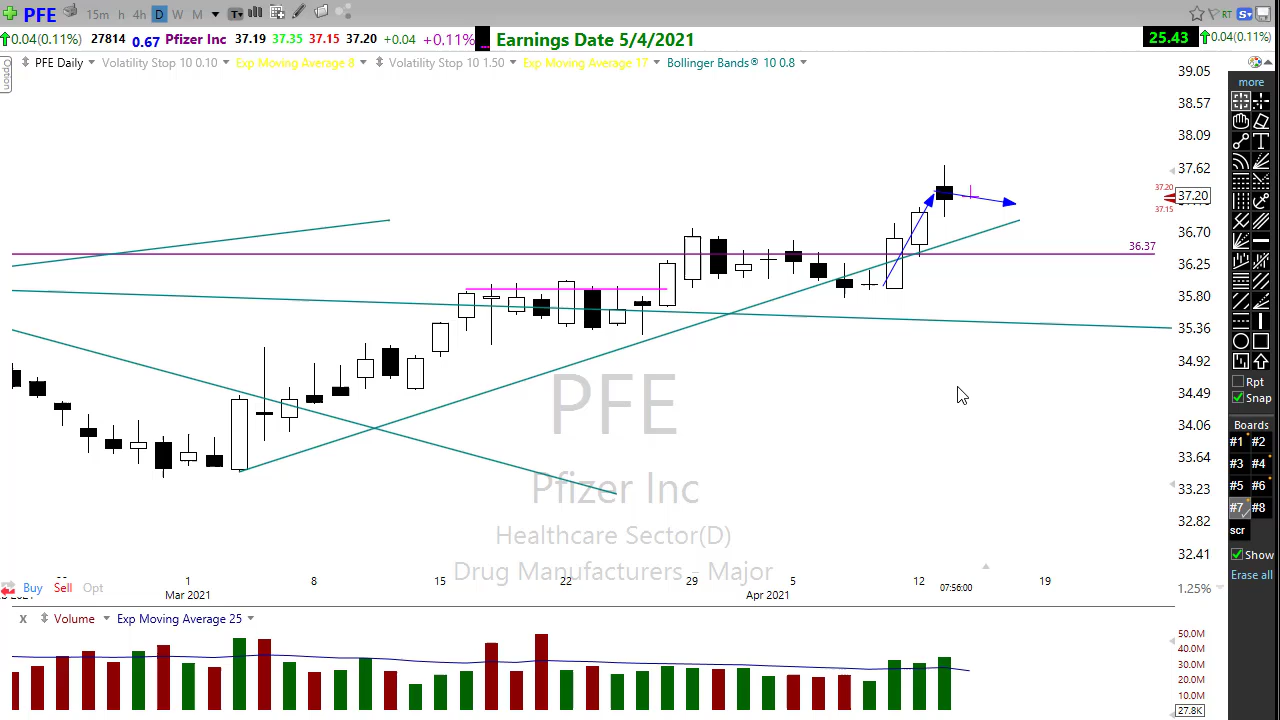 PFE 15m h 4h D W M T RT S
0.04(0.11%) 27814 0.67 Pfizer Inc 37.19 37.35 37.15 37.20 +0.04 +0.11% Earnings Date 5/4/2021 25.43 0.04(0.11%)
Option PFE Daily Volatility Stop 10 0.10 Exp Moving Average 8 Volatility Stop 10 1.50 Exp Moving Average 17 Bollinger Bands® 10 0.8
39.05
more
38.57
38.09
37.62
37.20
37.20
37.15
36.70
36.37
36.25
35.80
35.36
34.92
34.49
34.06
33.64
33.23
32.82
32.41
Rpt
Snap
Boards
#1 #2
#3 #4
#5 #6
#7 #8
scr
Show
Erase all
PFE
Pfizer Inc
Healthcare Sector(D)
Drug Manufacturers - Major
1 8 15 22 29 5 12 19
Buy Sell Opt 07:56:00 1.25%
Mar 2021 Apr 2021
X Volume Exp Moving Average 25
50.0M
40.0M
30.0M
20.0M
10.0M
27.8K